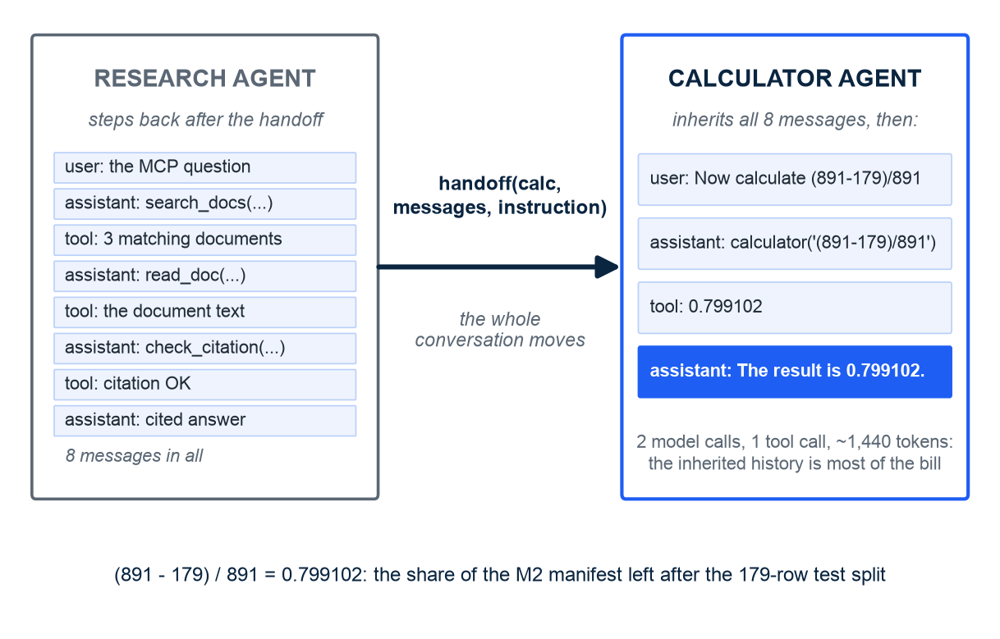 RESEARCH AGENT
steps back after the handoff
user: the MCP question
assistant: search_docs(...)
tool: 3 matching documents
assistant: read_doc(...)
tool: the document text
assistant: check_citation(...)
tool: citation OK
assistant: cited answer
8 messages in all
handoff(calc,
messages, instruction)
the whole
conversation moves
CALCULATOR AGENT
inherits all 8 messages, then:
user: Now calculate (891-179)/891
assistant: calculator('(891-179)/891')
tool: 0.799102
assistant: The result is 0.799102.
2 model calls, 1 tool call, ~1,440 tokens:
the inherited history is most of the bill
(891 - 179) / 891 = 0.799102: the share of the M2 manifest left after the 179-row test split